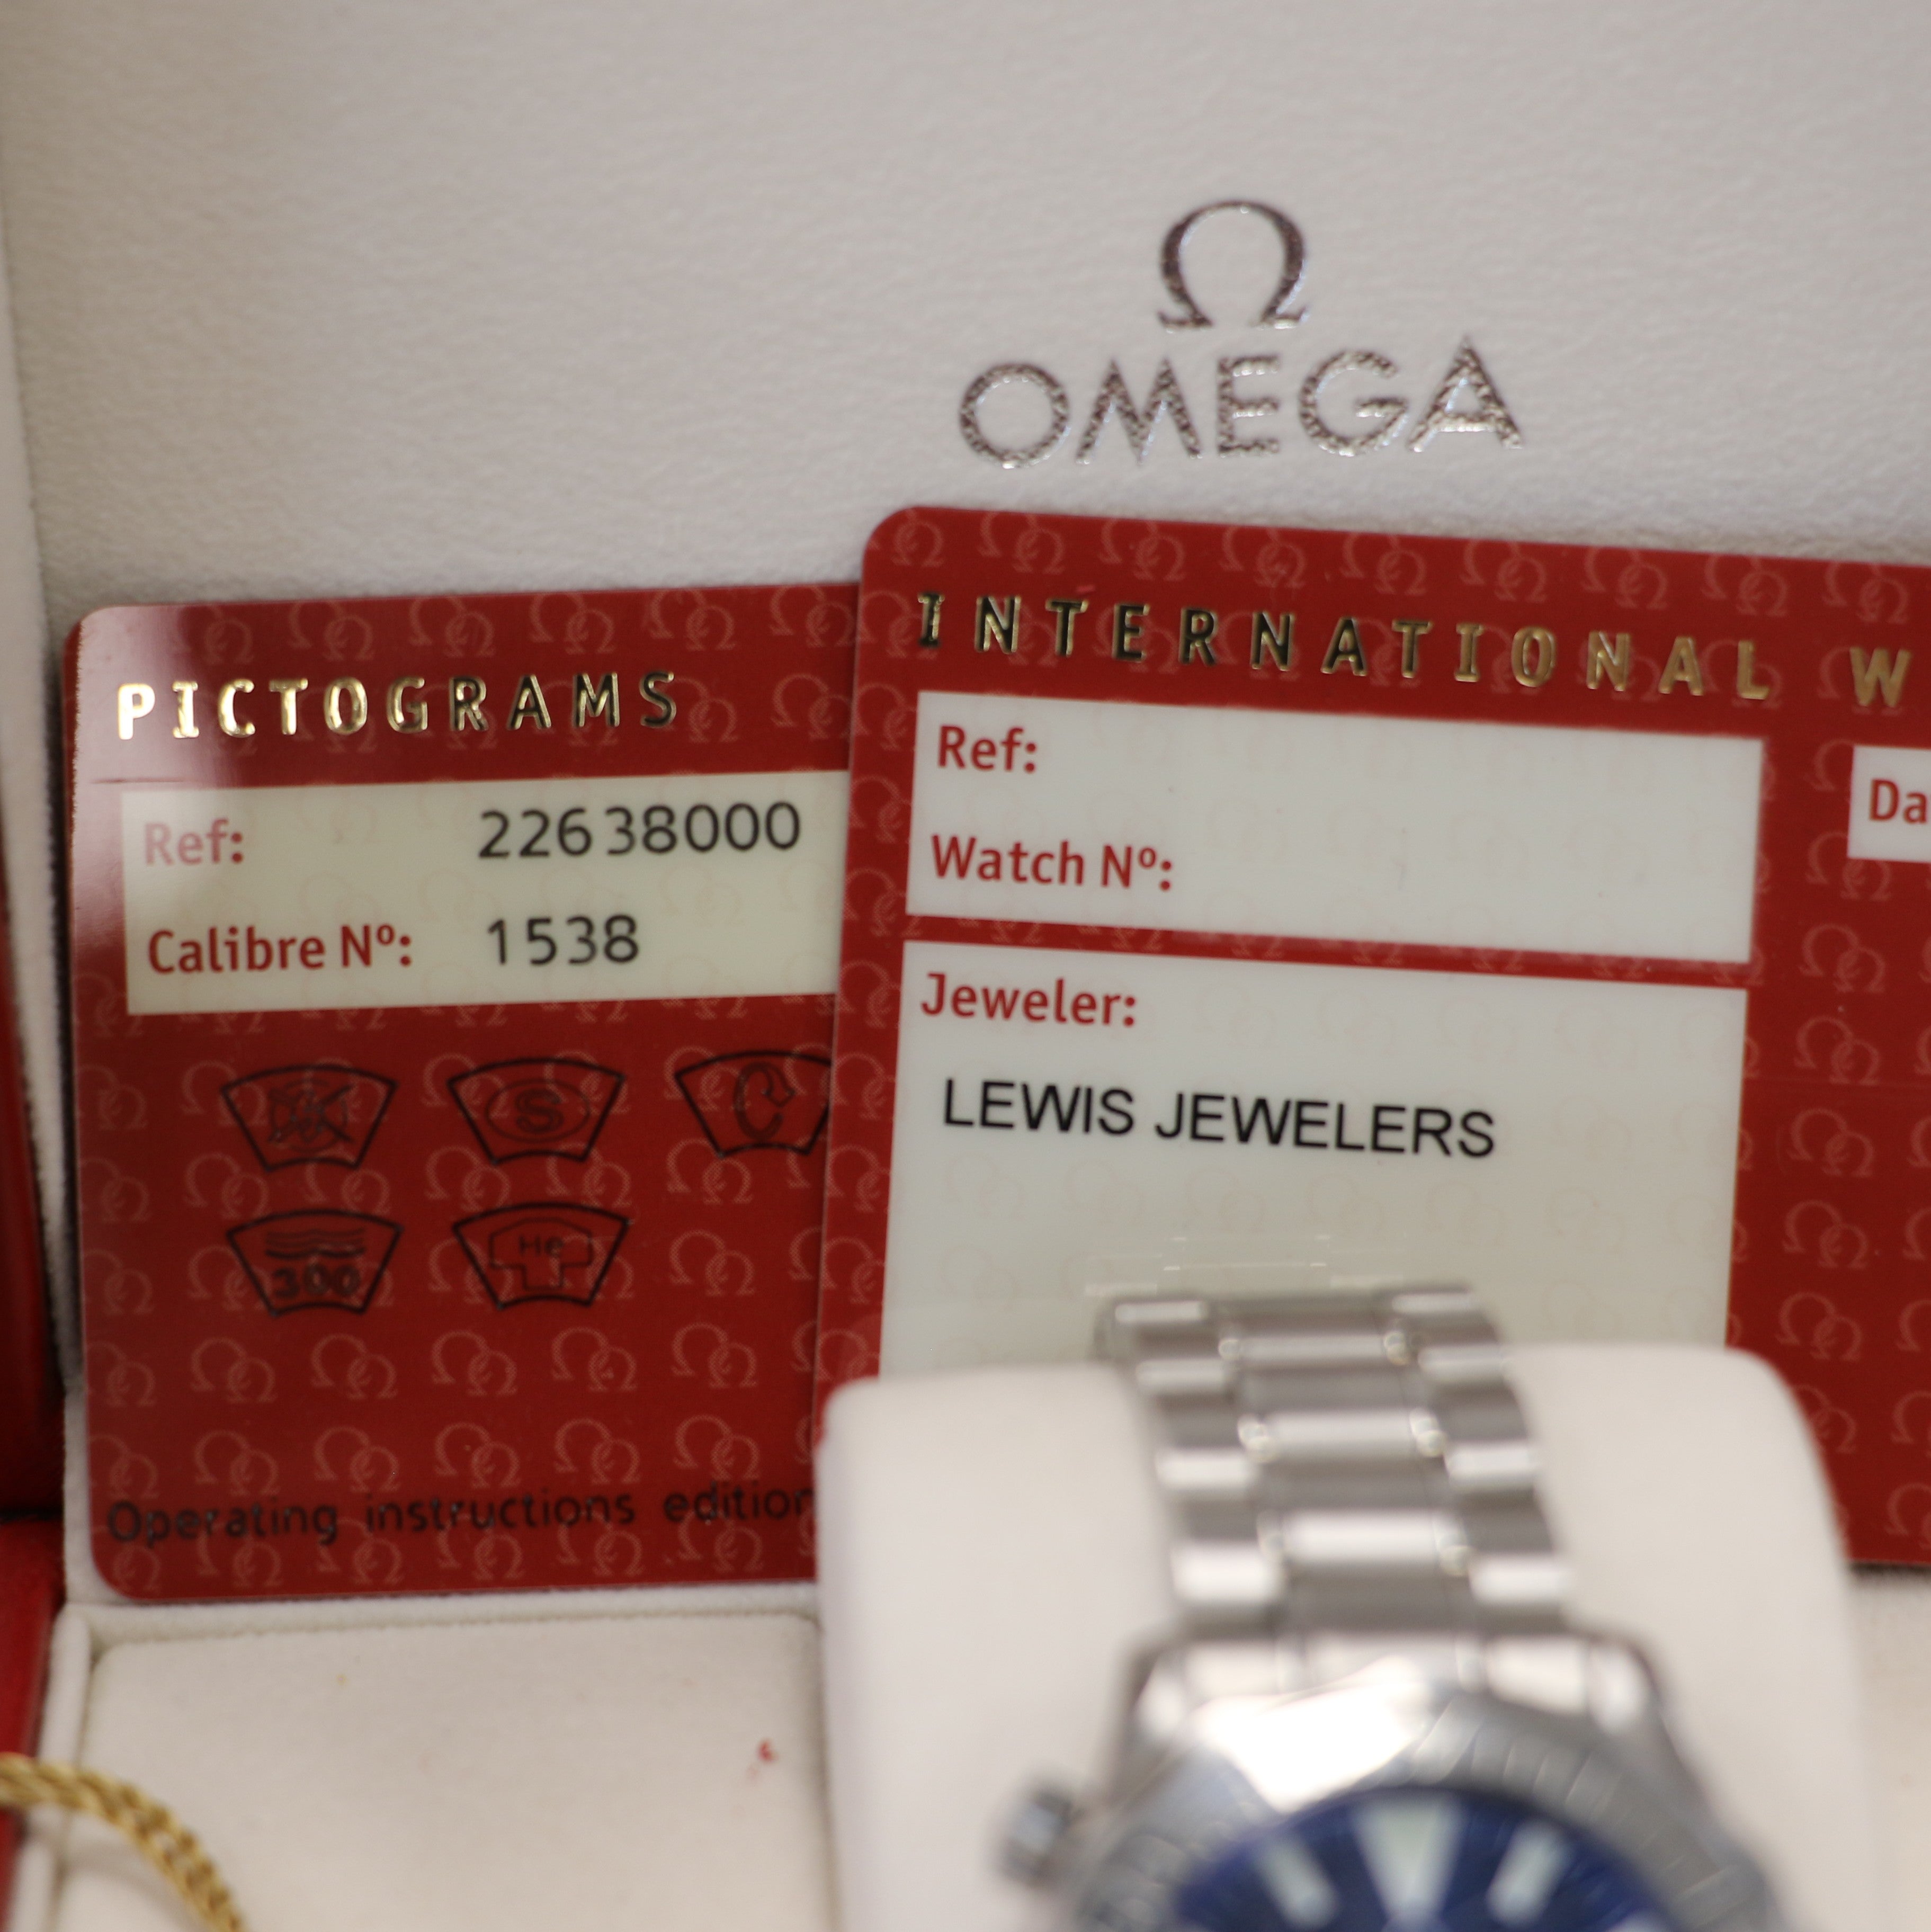 Ω
OMEGA
PICTOGRAMS
Ref: 22638000
Calibre Nº: 1538
300
He
Operating instructions edition
INTERNATIONAL W
Ref:
Watch Nº:
Da
Jeweler:
LEWIS JEWELERS